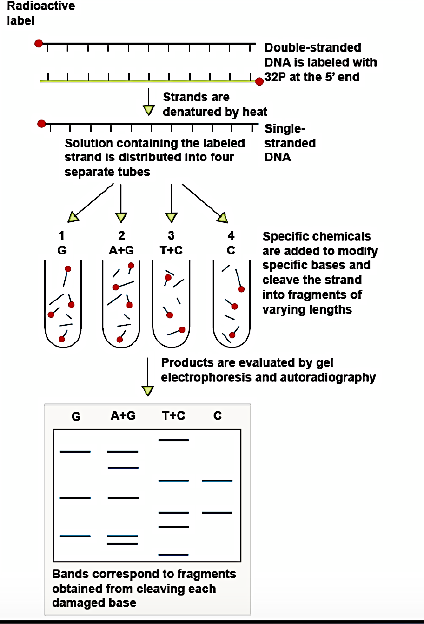 Radioactive
label
Double-stranded
DNA is labeled with
32P at the 5' end
Strands are
denatured by heat
Single-
stranded
DNA
Solution containing the labeled
strand is distributed into four
separate tubes
1 2 3 4
G A+G T+C C
Specific chemicals
are added to modify
specific bases and
cleave the strand
into fragments of
varying lengths
Products are evaluated by gel
electrophoresis and autoradiography
G A+G T+C C
Bands correspond to fragments
obtained from cleaving each
damaged base